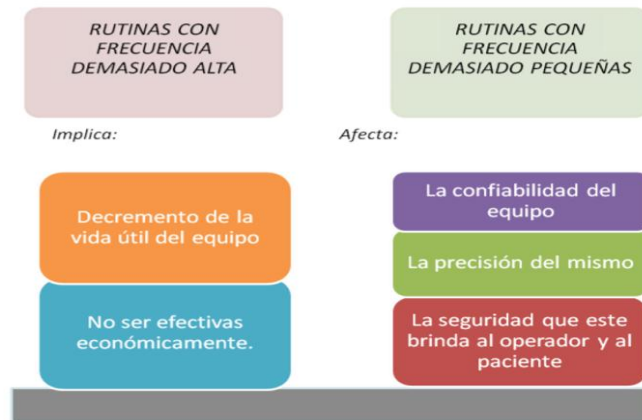 RUTINAS CON
FRECUENCIA
DEMASIADO ALTA
Implica:
Decremento de la
vida útil del equipo
No ser efectivas
económicamente.
RUTINAS CON
FRECUENCIA
DEMASIADO PEQUEÑAS
Afecta:
La confiabilidad del
equipo
La precisión del mismo
La seguridad que este
brinda al operador y al
paciente